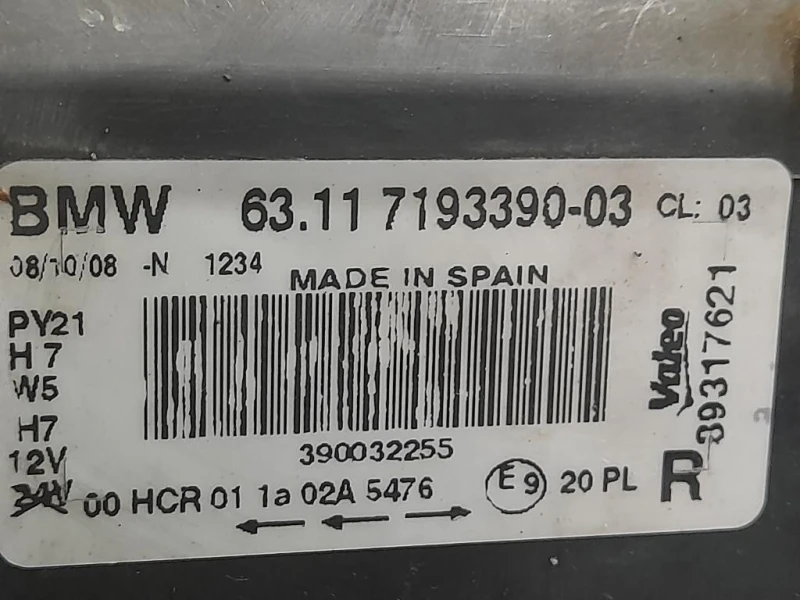 BMW 63.11 7193390-03 CL: 03
08/10/08 -N 1234
MADE IN SPAIN
PY21
H7
W5
H7
12V
24V
390032255
00 HCR 01 1a 02A 5476 E9 20 PL
R
Valeo
89317621